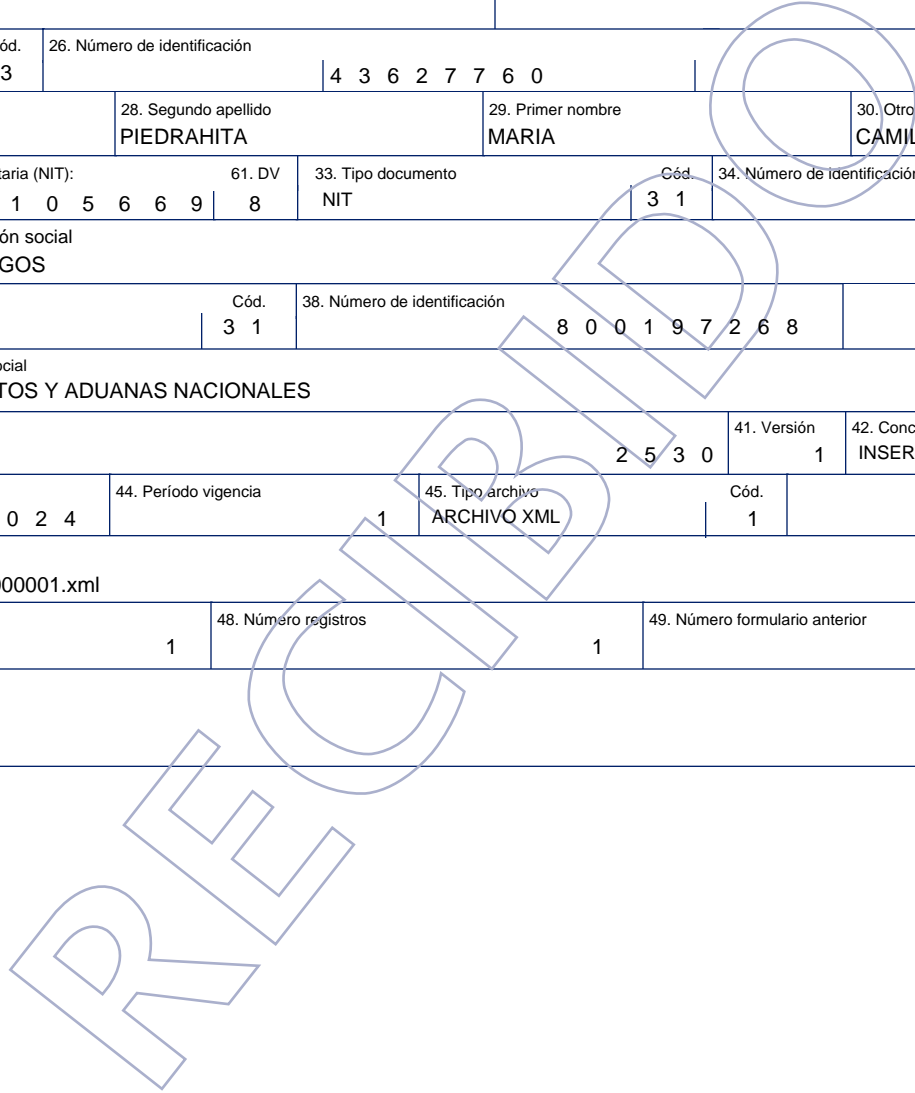 ód. 26. Número de identificación
3 4 3 6 2 7 7 6 0
28. Segundo apellido 29. Primer nombre 30. Otro
PIEDRAHITA MARIA CAMIL
taria (NIT): 61. DV 33. Tipo documento Cód. 34. Número de identificación
1 0 5 6 6 9 8 NIT 3 1
ón social
GOS
Cód. 38. Número de identificación
3 1 8 0 0 1 9 7 2 6 8
ocial
TOS Y ADUANAS NACIONALES
41. Versión 42. Conc
2 5 3 0 1 INSER
44. Período vigencia 45. Tipo archivo Cód.
0 2 4 1 ARCHIVO XML 1
000001.xml
48. Número registros 49. Número formulario anterior
1 1
RECIBIDO